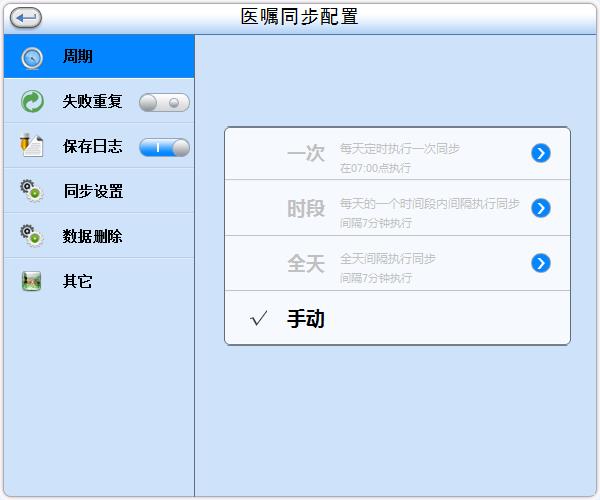 医嘱同步配置
周期
失败重复
保存日志
同步设置
数据删除
其它
一次
每天定时执行一次同步
在07:00点执行
时段
每天的一个时间段内间隔执行同步
间隔7分钟执行
全天
全天间隔执行同步
间隔7分钟执行
手动